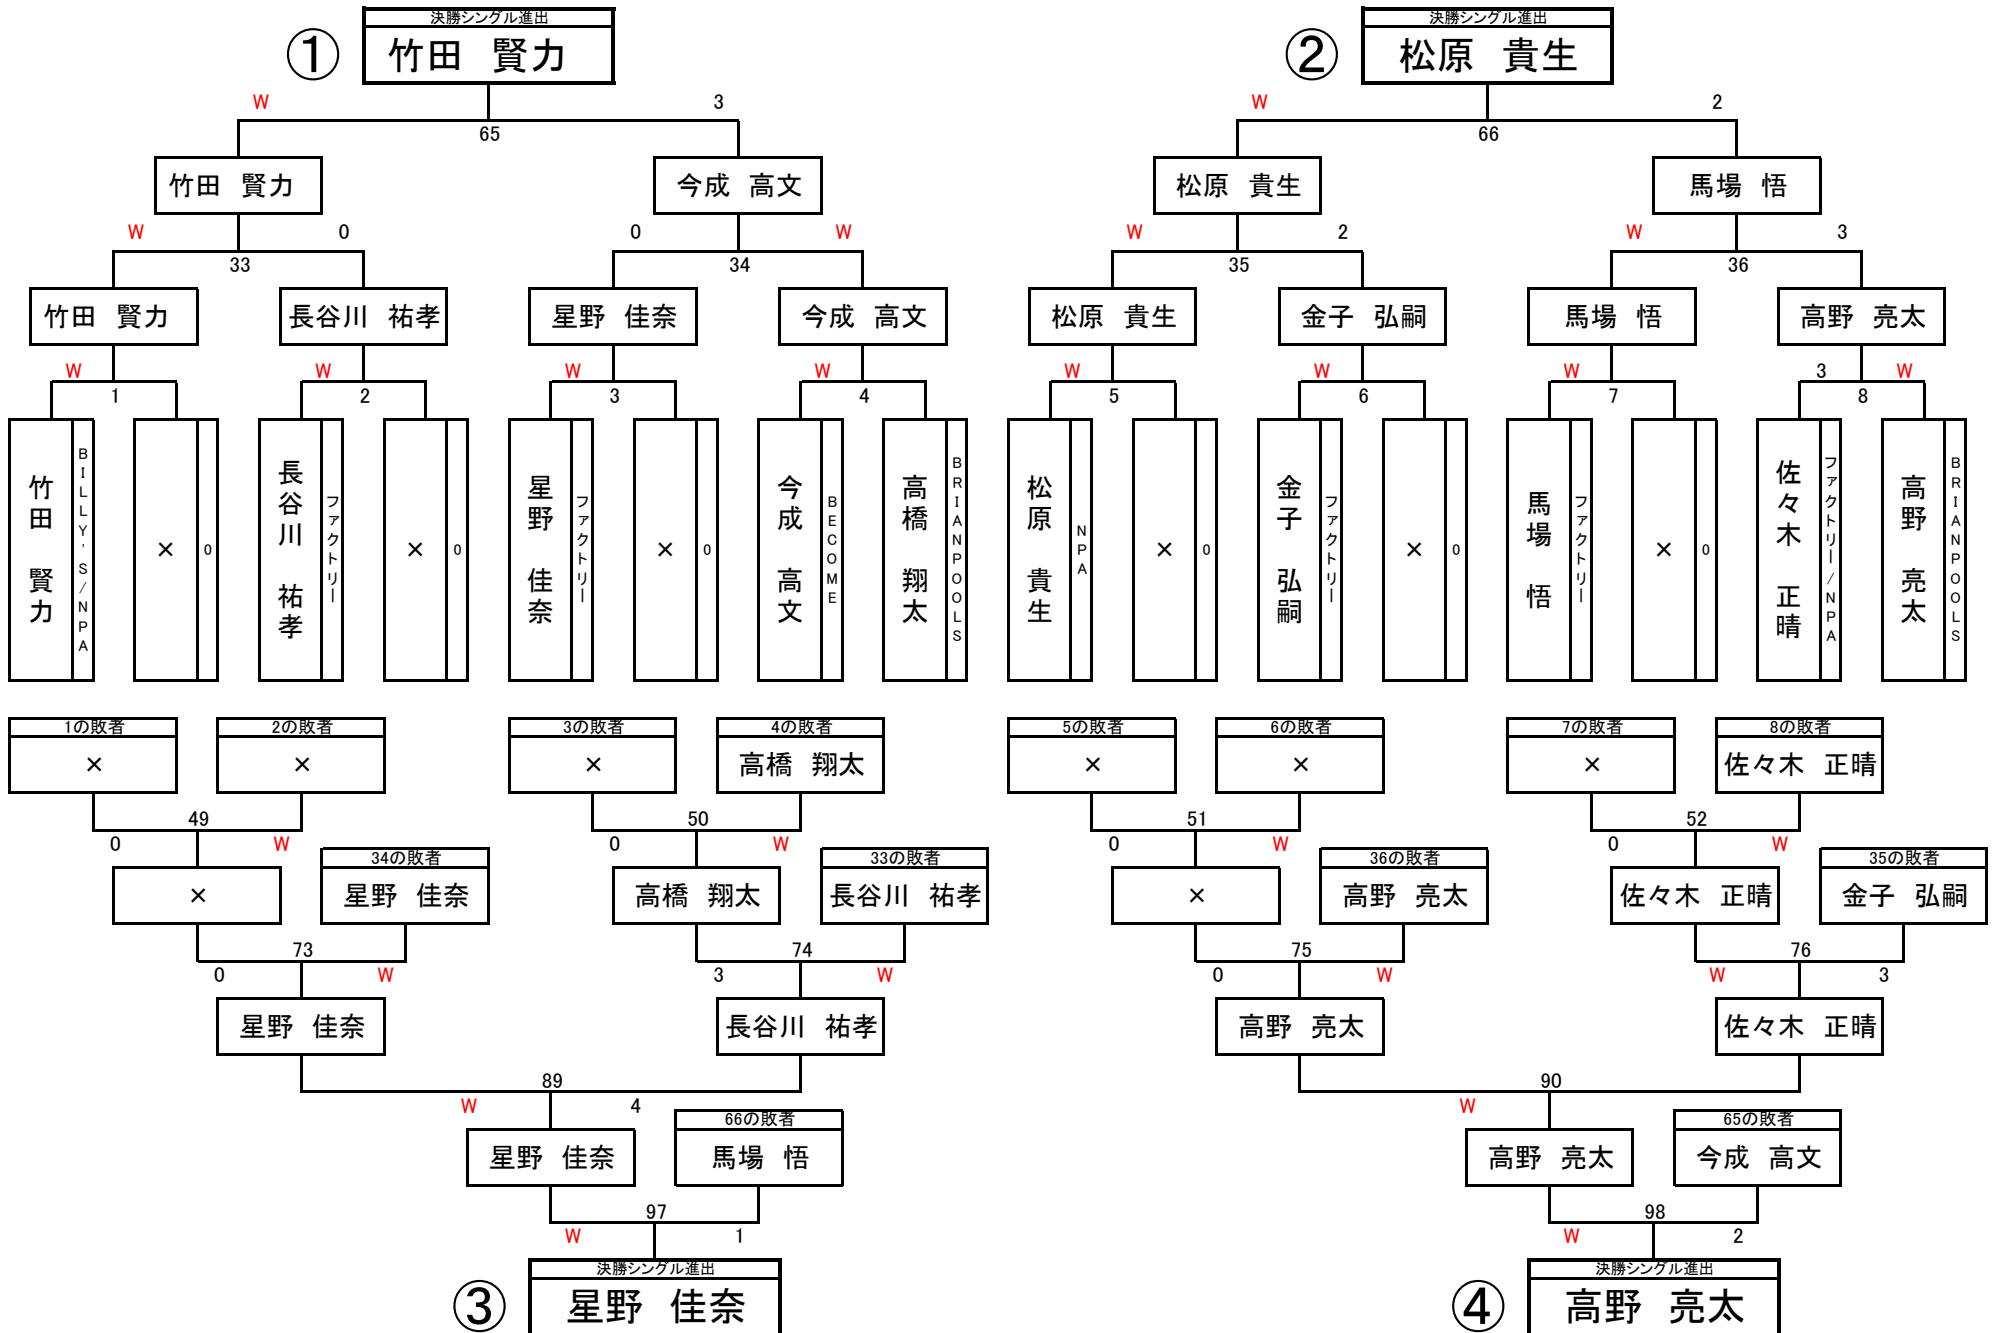 決勝シングル進出 決勝シングル進出
① 竹田 賢力 ② 松原 貴生
W 3 W 2
65 66
竹田 賢力 今成 高文 松原 貴生 馬場 悟
W 0 0 W W 2 W 3
33 34 35 36
竹田 賢力 長谷川 祐孝 星野 佳奈 今成 高文 松原 貴生 金子 弘嗣 馬場 悟 高野 亮太
W W W W W W W 3 W
1 2 3 4 5 6 7 8
竹田 賢力 BILLY'S/NPA
× 0
長谷川 祐孝 ファクトリー
× 0
星野 佳奈 ファクトリー
× 0
今成 高文 BECOME
高橋 翔太 BRIANPOOLS
松原 貴生 NPA
× 0
金子 弘嗣 ファクトリー
× 0
馬場 悟 ファクトリー
× 0
佐々木 正晴 ファクトリー/NPA
高野 亮太 BRIANPOOLS
1の敗者 2の敗者 3の敗者 4の敗者 5の敗者 6の敗者 7の敗者 8の敗者
× × × 高橋 翔太 × × × 佐々木 正晴
49 50 51 52
0 W 0 W 0 W 0 W
34の敗者 33の敗者 36の敗者 35の敗者
× 星野 佳奈 高橋 翔太 長谷川 祐孝 × 高野 亮太 佐々木 正晴 金子 弘嗣
73 74 75 76
0 W 3 W 0 W W 3
星野 佳奈 長谷川 祐孝 高野 亮太 佐々木 正晴
89 90
W 4 W
66の敗者 65の敗者
星野 佳奈 馬場 悟 高野 亮太 今成 高文
97 98
W 1 W 2
決勝シングル進出 決勝シングル進出
③ 星野 佳奈 ④ 高野 亮太